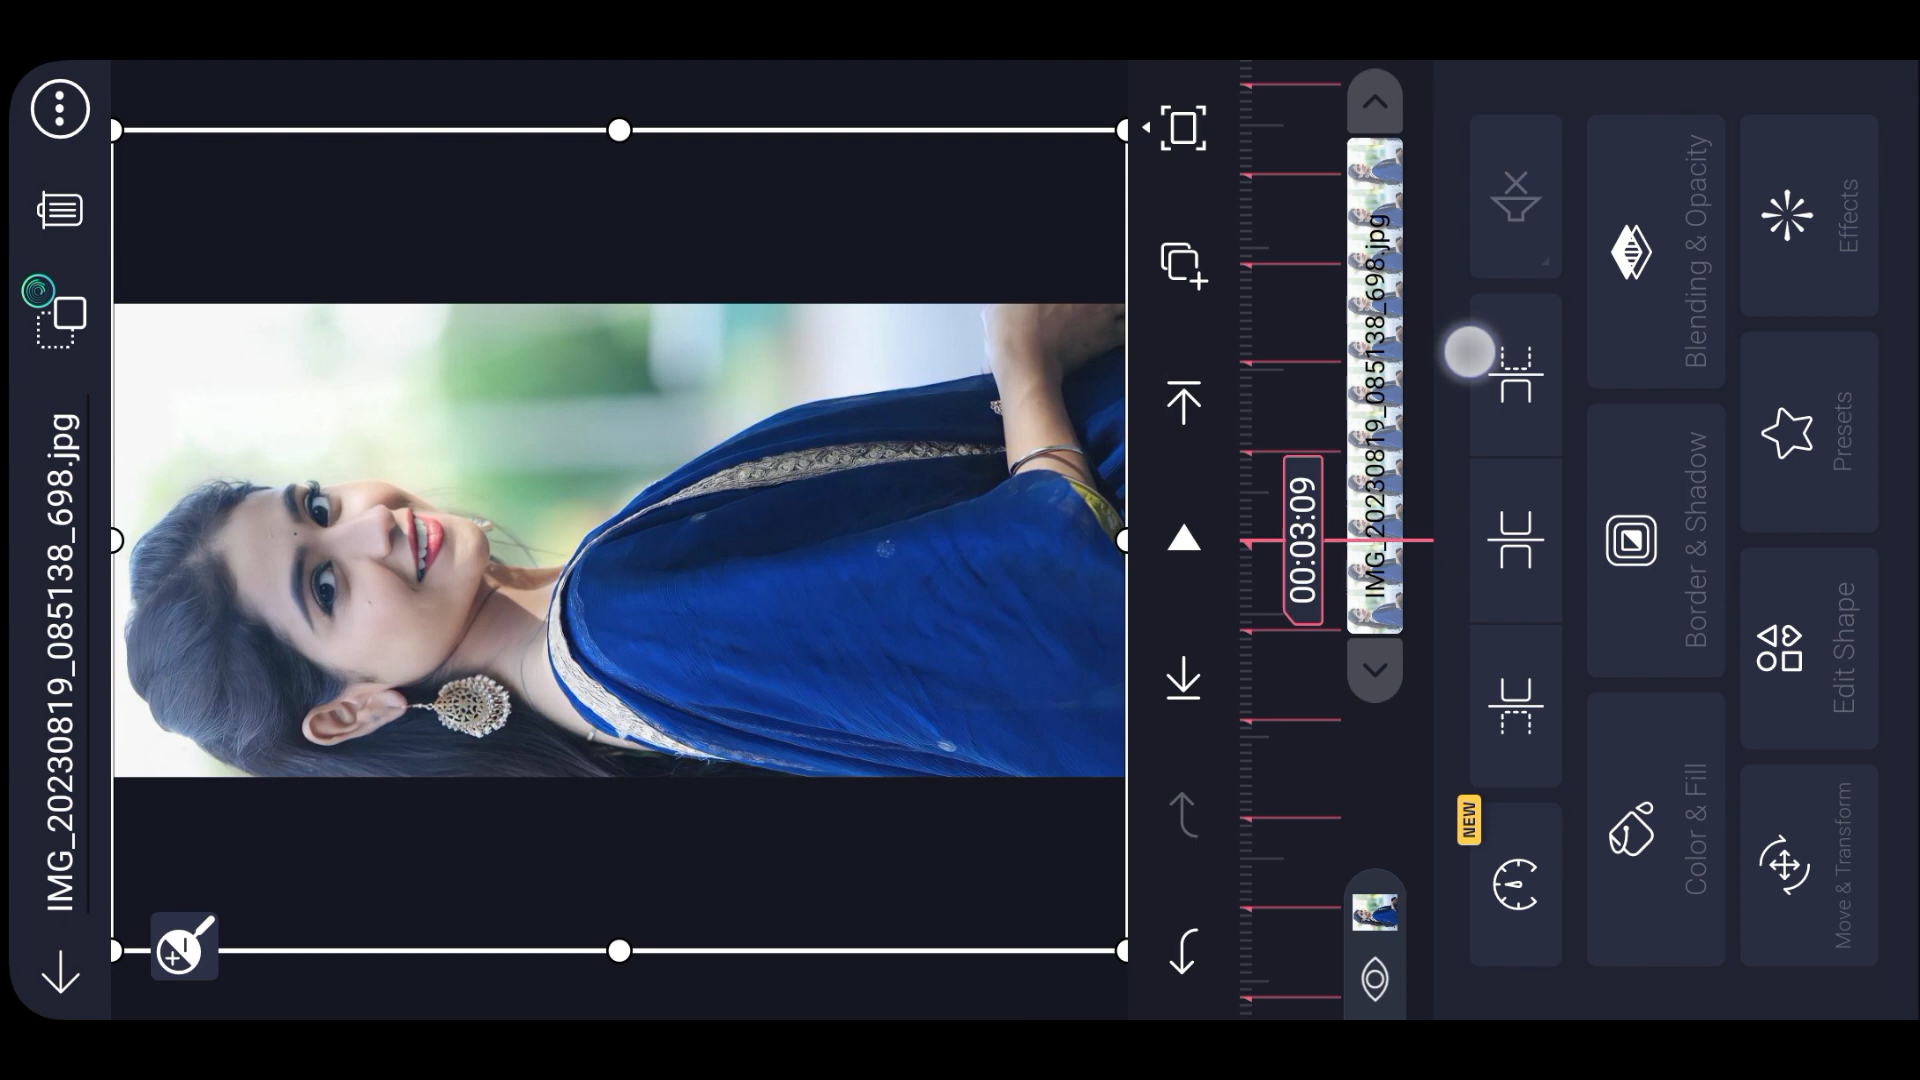 IMG_20230819_085138_698.jpg
00:03:09
IMG_20230819_085138_698.jpg
NEW
Color & Fill
Border & Shadow
Blending & Opacity
Move & Transform
Edit Shape
Presets
Effects